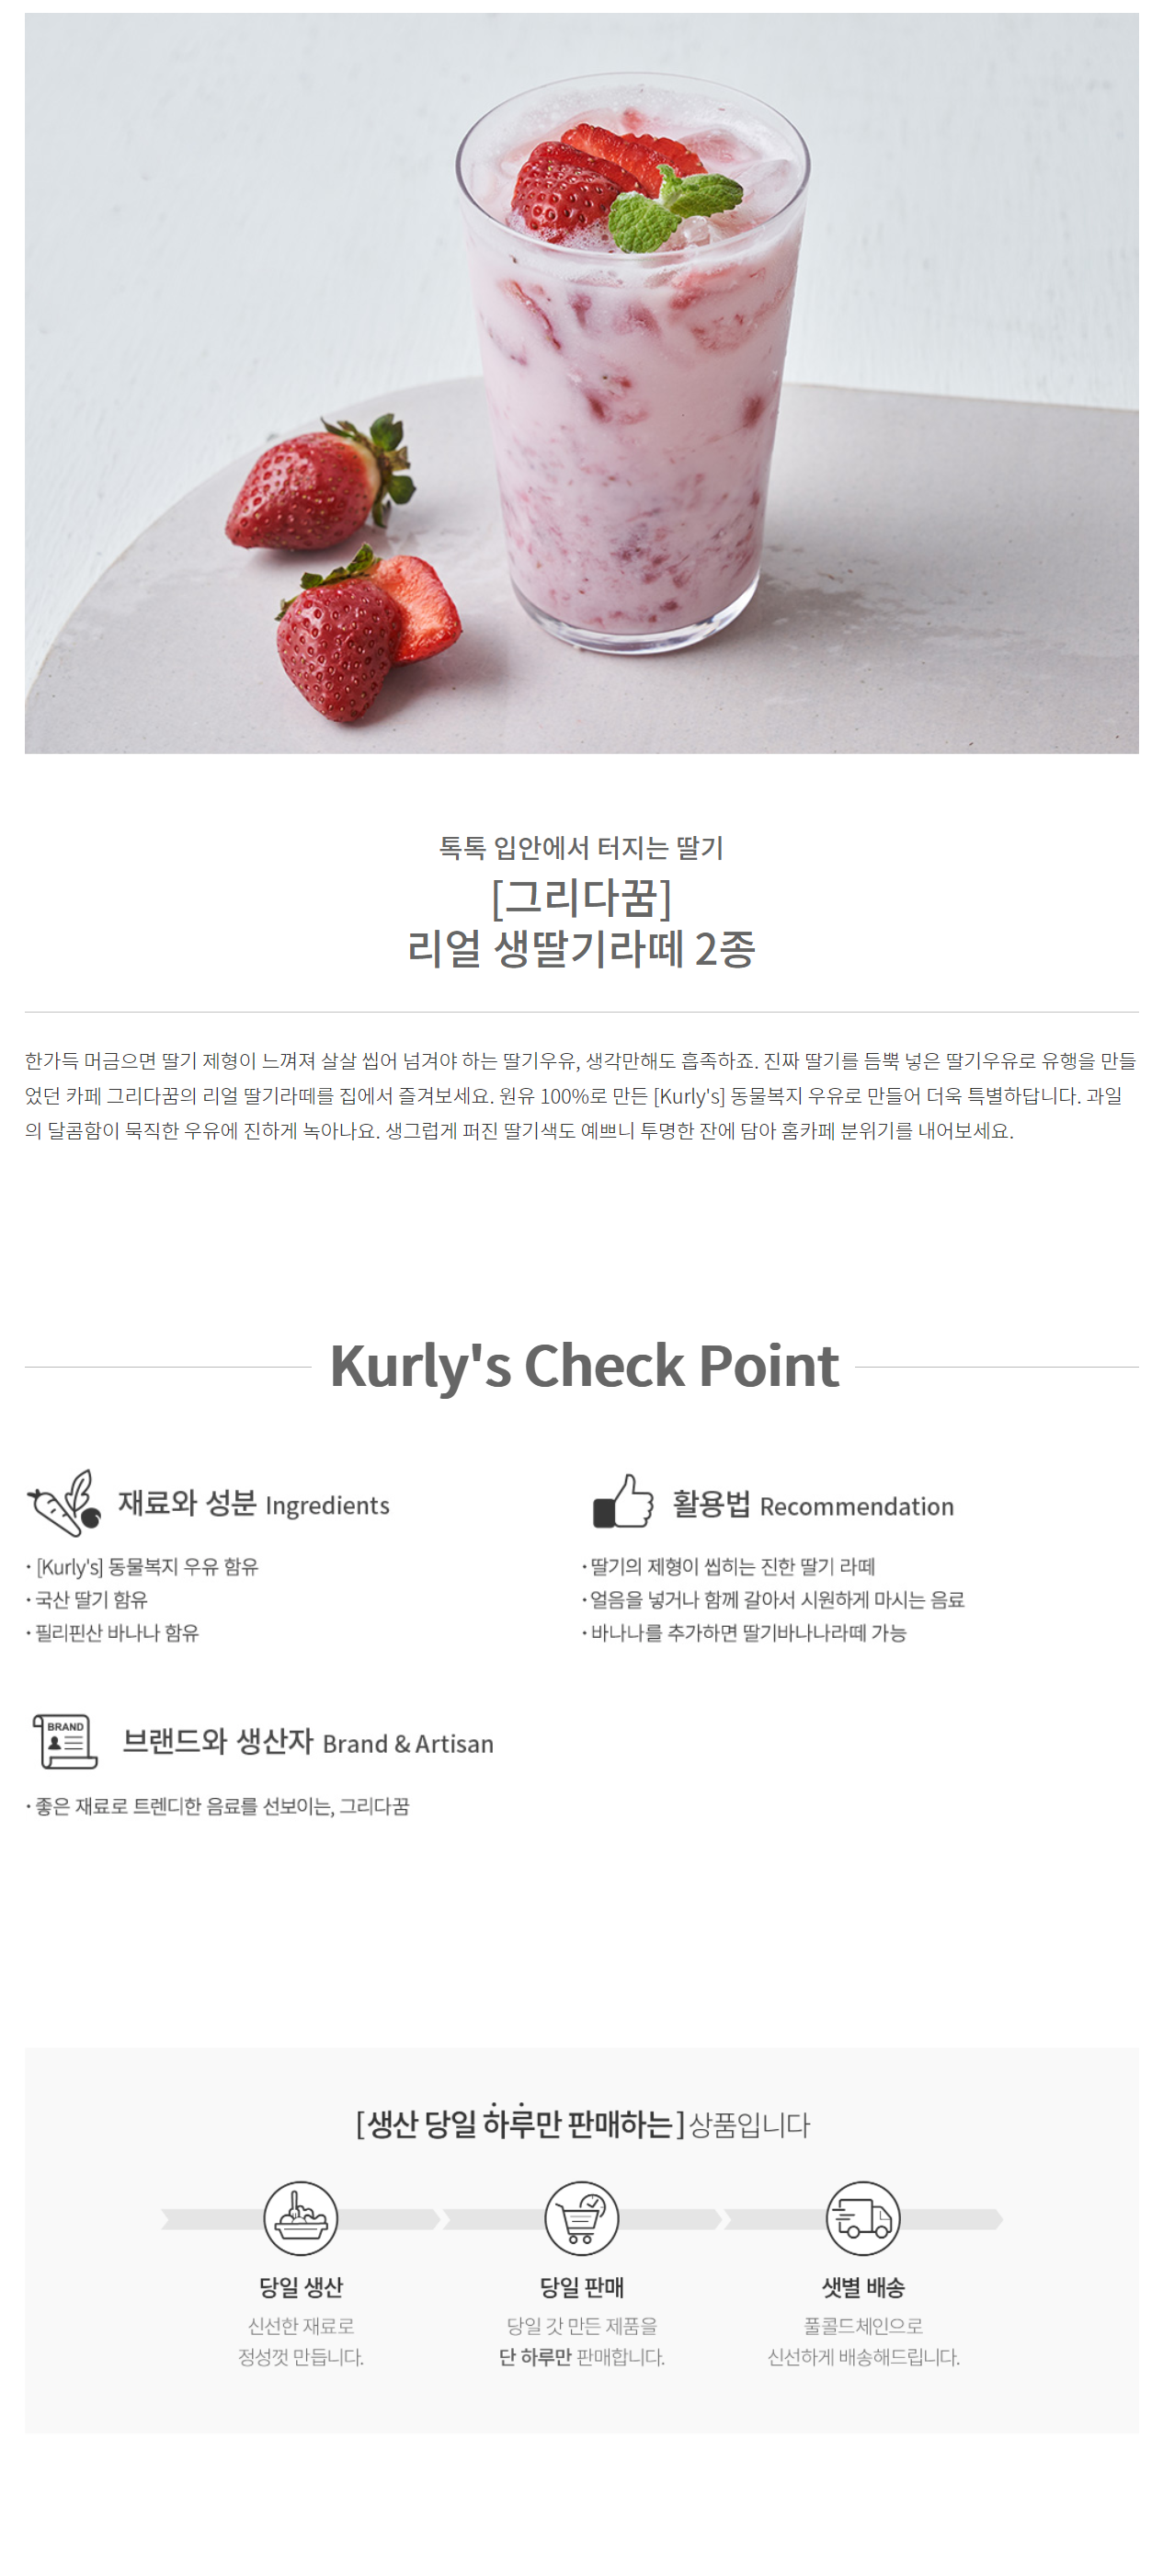 톡톡 입안에서 터지는 딸기
[그리다꿈]
리얼 생딸기라떼 2종
한가득 머금으면 딸기 제형이 느껴져 살살 씹어 넘겨야 하는 딸기우유, 생각만해도 흡족하죠. 진짜 딸기를 듬뿍 넣은 딸기우유로 유행을 만들
었던 카페 그리다꿈의 리얼 딸기라떼를 집에서 즐겨보세요. 원유 100%로 만든 [Kurly's] 동물복지 우유로 만들어 더욱 특별하답니다. 과일
의 달콤함이 묵직한 우유에 진하게 녹아나요. 생그럽게 퍼진 딸기색도 예쁘니 투명한 잔에 담아 홈카페 분위기를 내어보세요.
Kurly's Check Point
재료와 성분 Ingredients
· [Kurly's] 동물복지 우유 함유
· 국산 딸기 함유
· 필리핀산 바나나 함유
활용법 Recommendation
· 딸기의 제형이 씹히는 진한 딸기 라떼
· 얼음을 넣거나 함께 갈아서 시원하게 마시는 음료
· 바나나를 추가하면 딸기바나나라떼 가능
BRAND
브랜드와 생산자 Brand & Artisan
· 좋은 재료로 트렌디한 음료를 선보이는, 그리다꿈
[생산 당일 하루만 판매하는] 상품입니다
당일 생산
신선한 재료로
정성껏 만듭니다.
당일 판매
당일 갓 만든 제품을
단 하루만 판매합니다.
샛별 배송
풀콜드체인으로
신선하게 배송해드립니다.